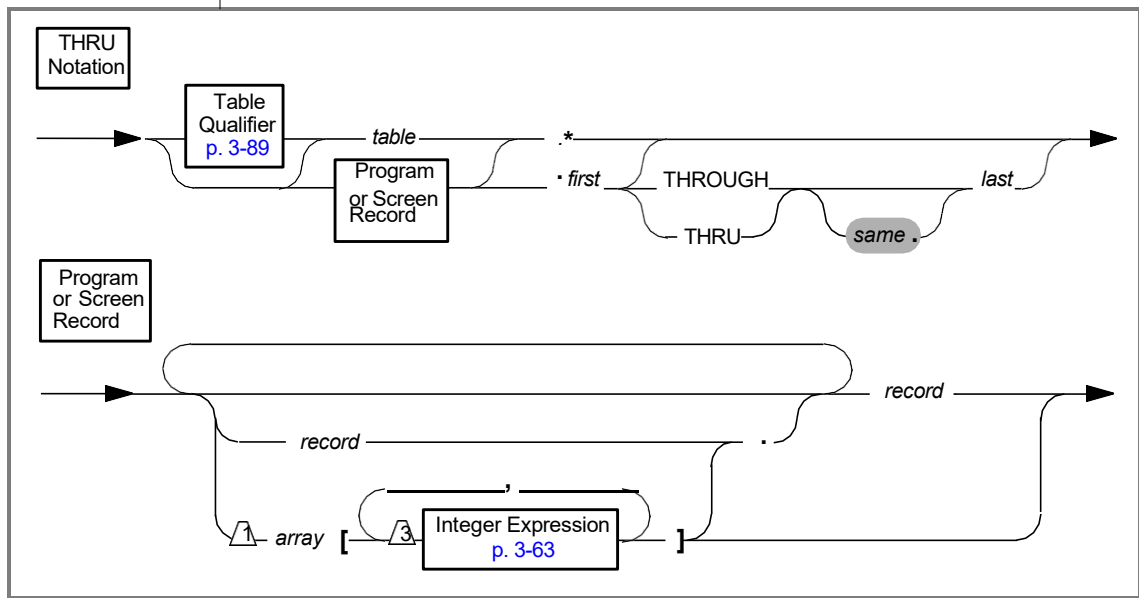 THRU
Notation
Table
Qualifier
p. 3-89
table
.*
Program
or Screen
Record
.first
THROUGH
last
THRU
same .
Program
or Screen
Record
record
record
.
,
1
array
[
3
Integer Expression
p. 3-63
]